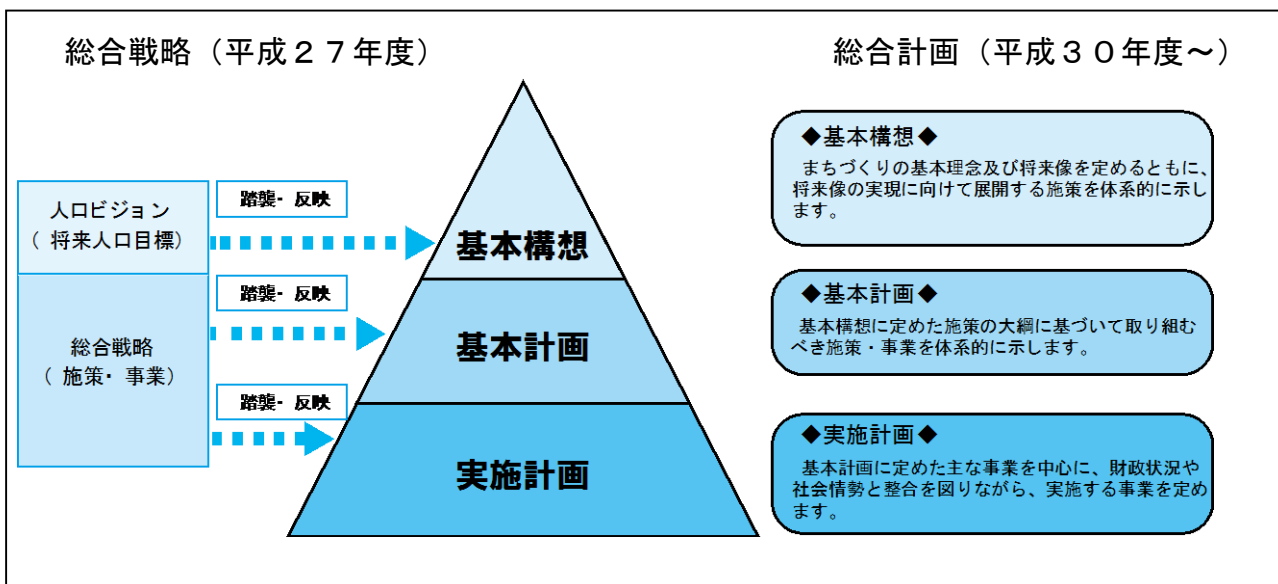 総合戦略（平成２７年度）
総合計画（平成３０年度～）
人口ビジョン
（ 将来人口目標）
総合戦略
（ 施策・ 事業）
踏襲・ 反映
踏襲・ 反映
踏襲・ 反映
基本構想
基本計画
実施計画
◆基本構想◆
まちづくりの基本理念及び将来像を定めるともに、
将来像の実現に向けて展開する施策を体系的に示し
ます。
◆基本計画◆
基本構想に定めた施策の大綱に基づいて取り組む
べき施策・事業を体系的に示します。
◆実施計画◆
基本計画に定めた主な事業を中心に、財政状況や
社会情勢と整合を図りながら、実施する事業を定め
ます。